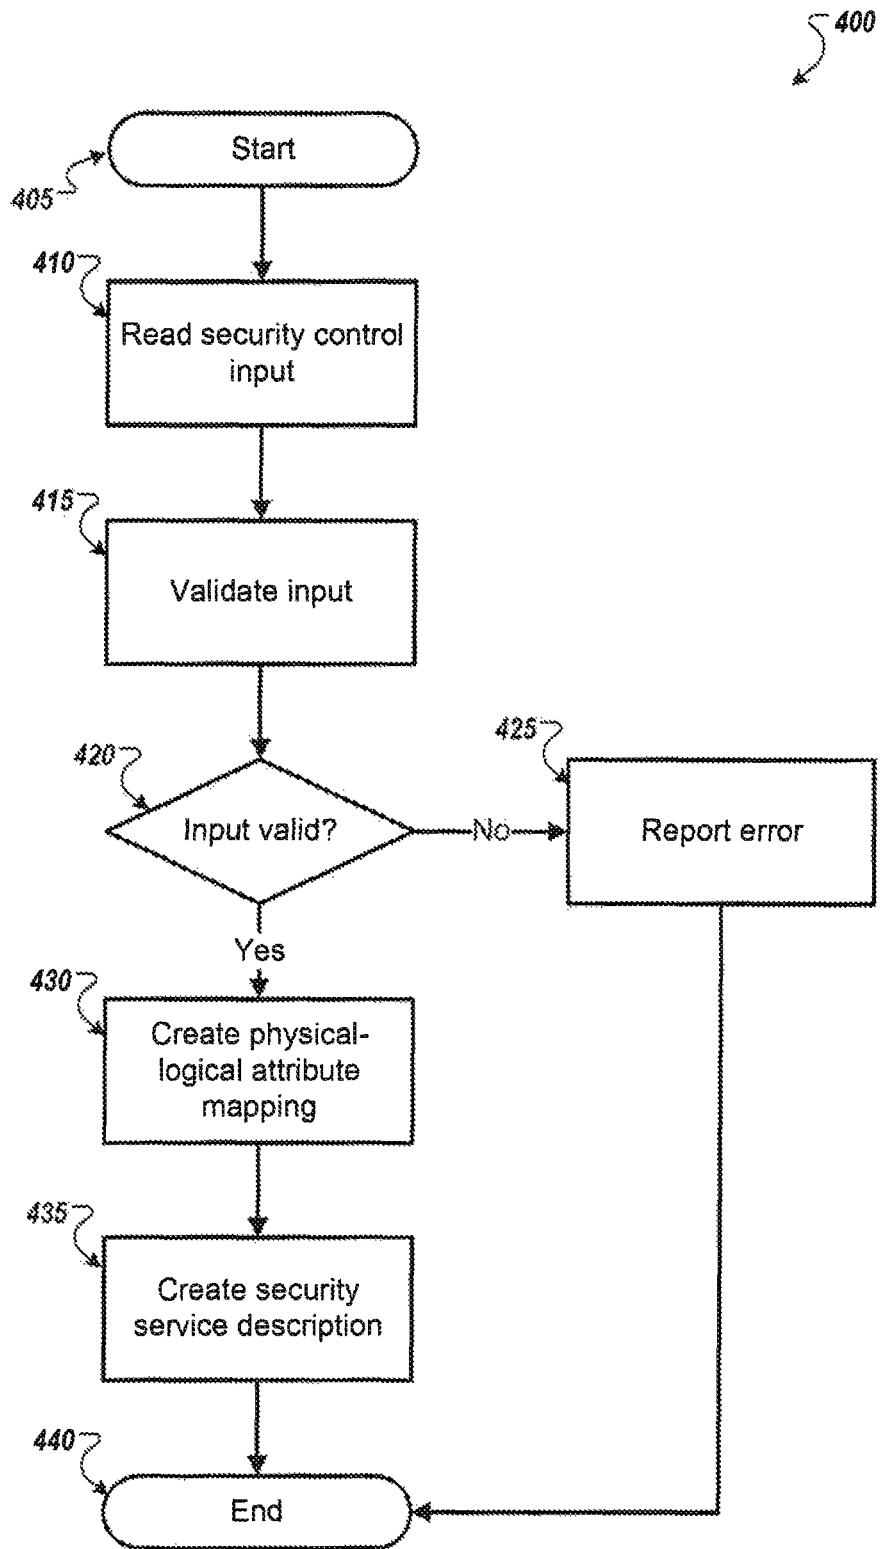 400
Start
405
410
Read security control
input
415
Validate input
420
Input valid?
No
425
Report error
Yes
430
Create physical-
logical attribute
mapping
435
Create security
service description
440
End